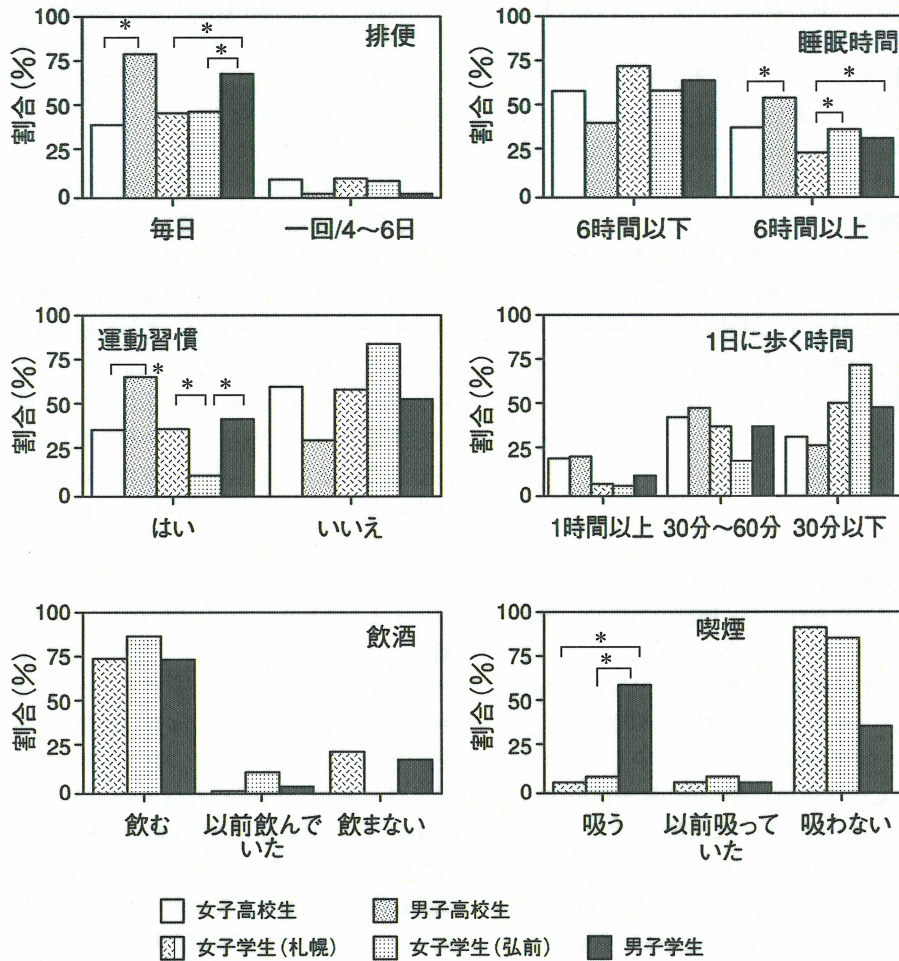 排便
割合(%)
100
75
50
25
0
* * *
毎日 一回/4〜6日
睡眠時間
割合(%)
100
75
50
25
0
* * *
6時間以下 6時間以上
運動習慣
割合(%)
100
75
50
25
0
* * *
はい いいえ
1日に歩く時間
割合(%)
100
75
50
25
0
1時間以上 30分〜60分 30分以下
飲酒
割合(%)
100
75
50
25
0
飲む 以前飲んで 飲まない
いた
喫煙
割合(%)
100
75
50
25
0
* *
吸う 以前吸って 吸わない
いた
女子高校生 男子高校生
女子学生(札幌) 女子学生(弘前) 男子学生